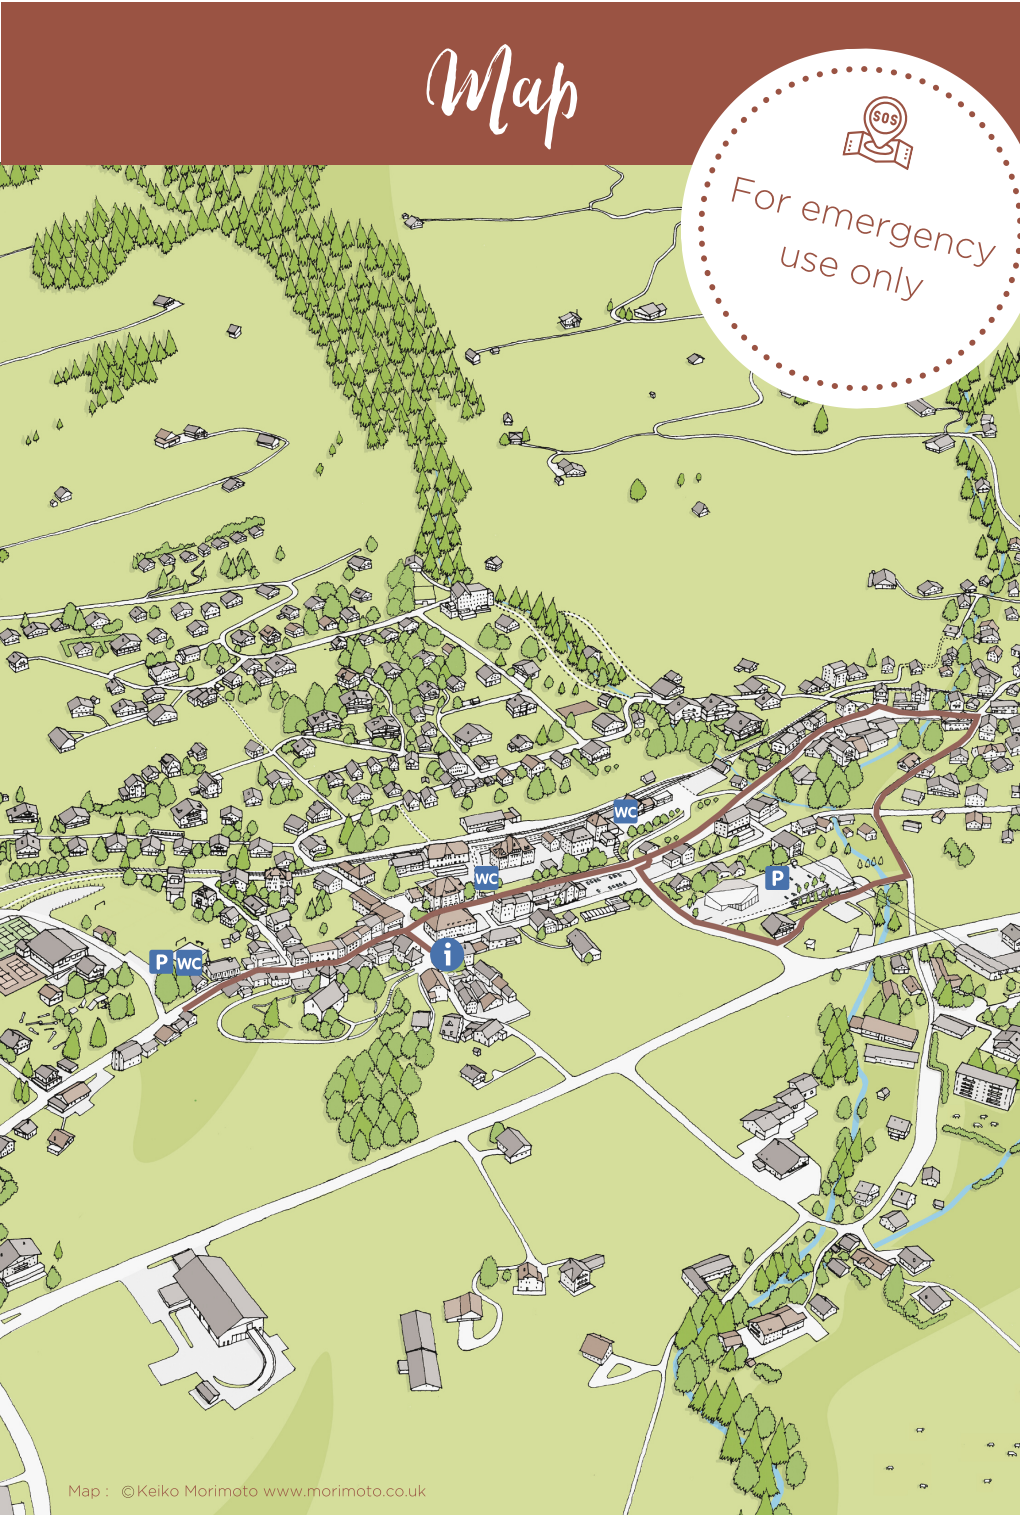 Map
SOS
For emergency
use only
WC
WC
P
P WC
i
Map : ©Keiko Morimoto www.morimoto.co.uk